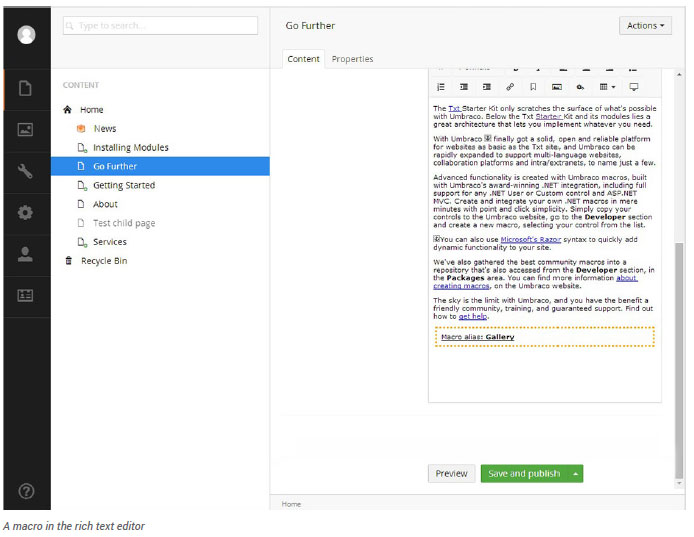 Type to search...
Go Further
Actions
Content
Properties
CONTENT
Home
News
Installing Modules
Go Further
Getting Started
About
Test child page
Services
Recycle Bin
The Txt Starter Kit only scratches the surface of what's possible
with Umbraco. Below the Txt Starter Kit and its modules lies a
great architecture that lets you implement whatever you need.
With Umbraco finally got a solid, open and reliable platform
for websites as basic as the Txt site, and Umbraco can be
rapidly expanded to support multi-language websites,
collaboration platforms and intra/extranets, to name just a few.
Advanced functionality is created with Umbraco macros, built
with Umbraco's award-winning .NET integration, including full
support for any .NET User or Custom control and ASP.NET
MVC. Create and integrate your own .NET macros in mere
minutes with point and click simplicity. Simply copy your
controls to the Umbraco website, go to the Developer section
and create a new macro, selecting your control from the list.
You can also use Microsoft's Razor syntax to quickly add
dynamic functionality to your site.
We've also gathered the best community macros into a
repository that's also accessed from the Developer section, in
the Packages area. You can find more information about
creating macros, on the Umbraco website.
The sky is the limit with Umbraco, and you have the benefit a
friendly community, training, and guaranteed support. Find out
how to get help.
Macro alias: Gallery
Preview
Save and publish
Home
A macro in the rich text editor